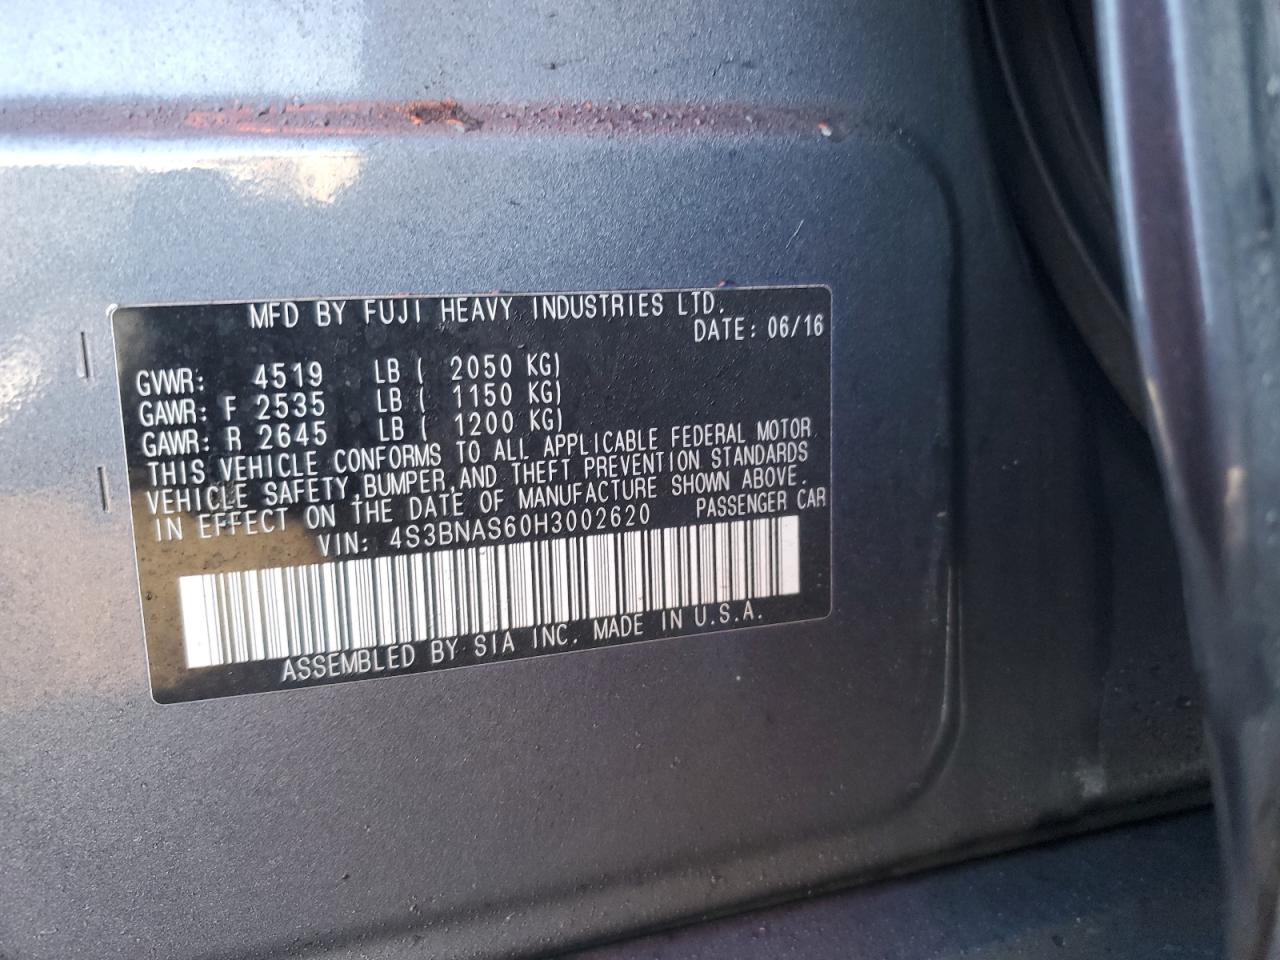 MFD BY FUJI HEAVY INDUSTRIES LTD.
DATE: 06/16
GVWR: 4519 LB ( 2050 KG)
GAWR: F 2535 LB ( 1150 KG)
GAWR: R 2645 LB ( 1200 KG)
THIS VEHICLE CONFORMS TO ALL APPLICABLE FEDERAL MOTOR
VEHICLE SAFETY,BUMPER,AND THEFT PREVENTION STANDARDS
IN EFFECT ON THE DATE OF MANUFACTURE SHOWN ABOVE.
VIN: 4S3BNAS60H3002620 PASSENGER CAR
ASSEMBLED BY SIA INC. MADE IN U.S.A.